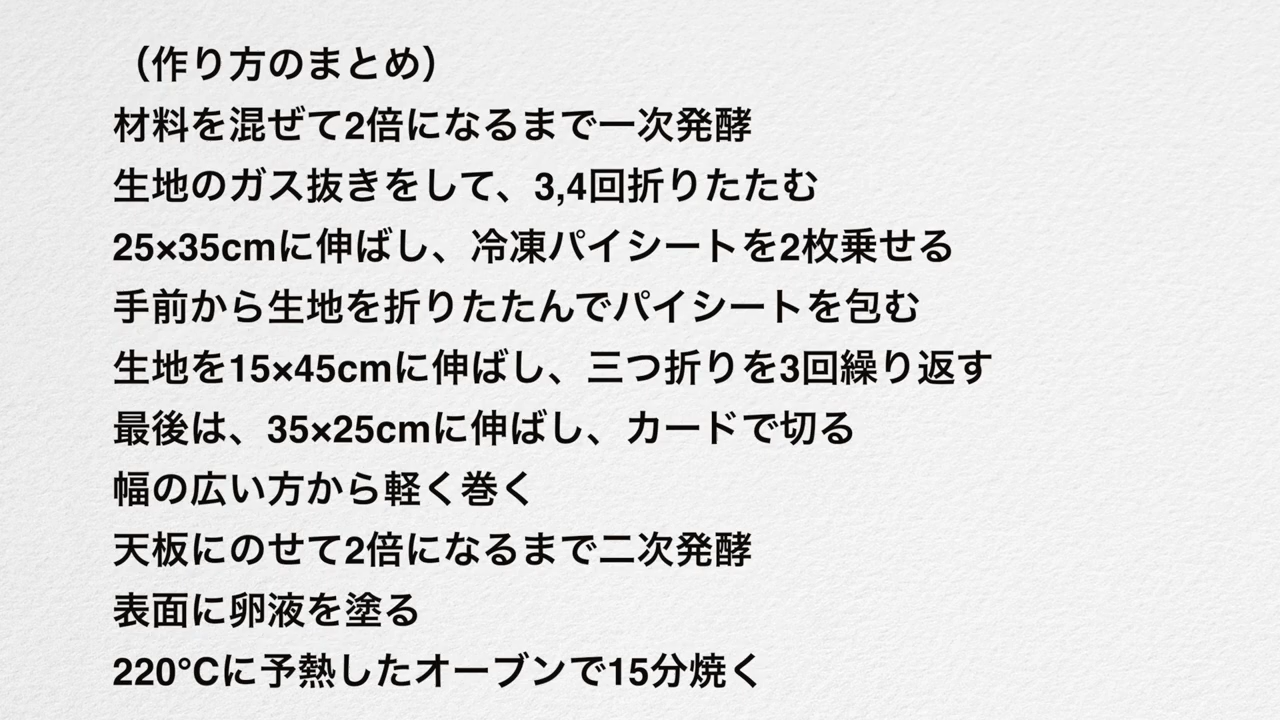 （作り方のまとめ）
材料を混ぜて2倍になるまで一次発酵
生地のガス抜きをして、3,4回折りたたむ
25×35cmに伸ばし、冷凍パイシートを2枚乗せる
手前から生地を折りたたんでパイシートを包む
生地を15×45cmに伸ばし、三つ折りを3回繰り返す
最後は、35×25cmに伸ばし、カードで切る
幅の広い方から軽く巻く
天板にのせて2倍になるまで二次発酵
表面に卵液を塗る
220°Cに予熱したオーブンで15分焼く